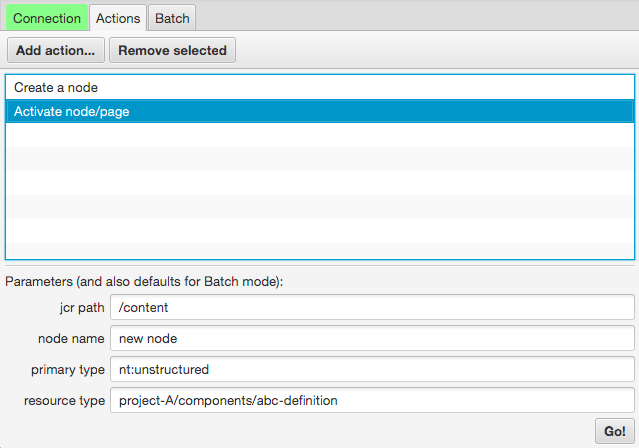 Connection Actions Batch
Add action... Remove selected
Create a node
Activate node/page
Parameters (and also defaults for Batch mode):
jcr path /content
node name new node
primary type nt:unstructured
resource type project-A/components/abc-definition
Go!